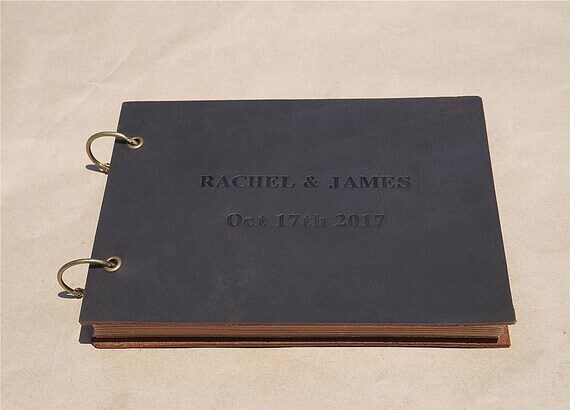 RACHEL & JAMES
Oct 17th 2017